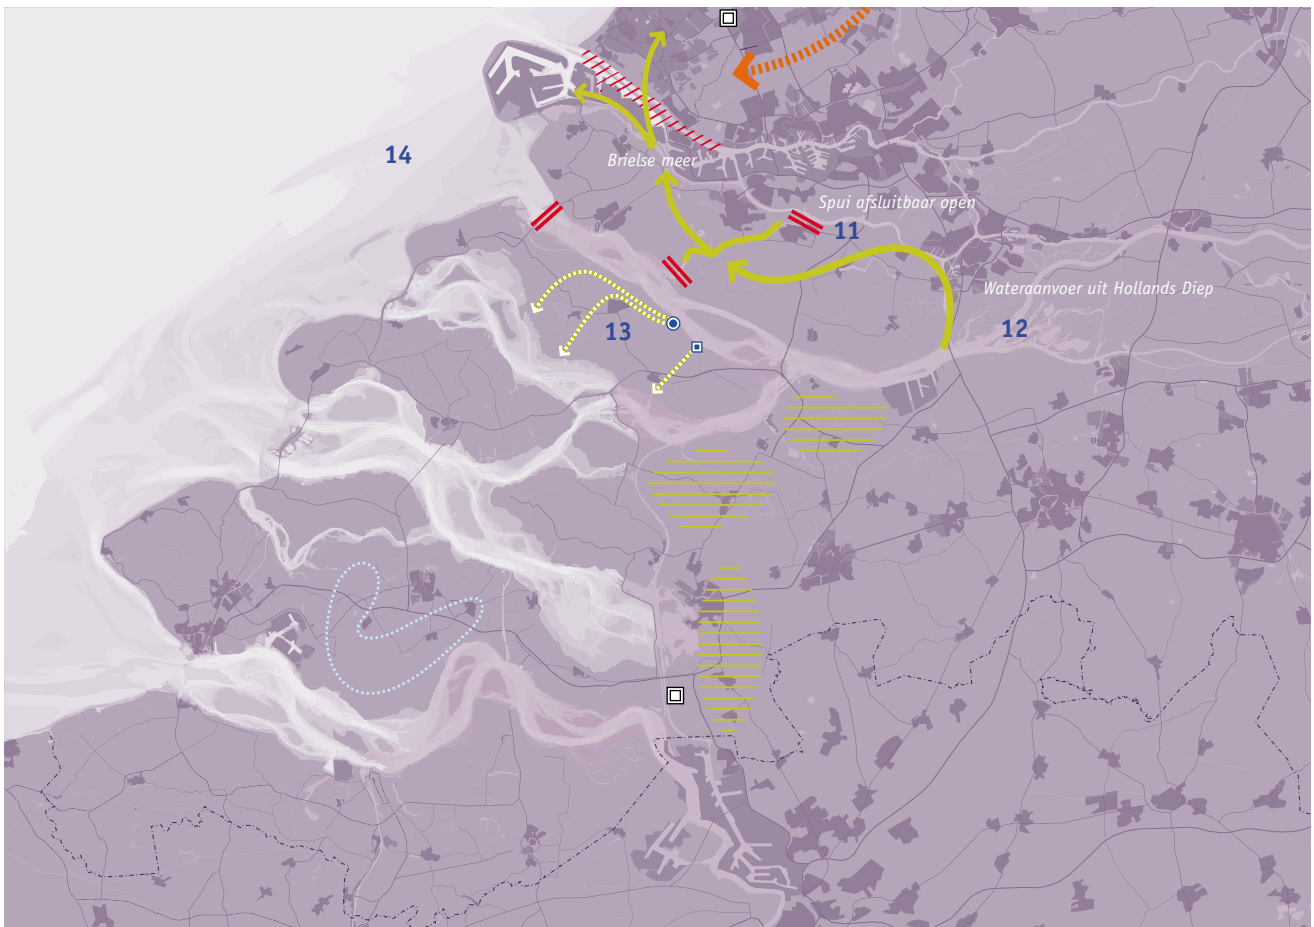 14
Brielse meer
Spui afsluitbaar open
11
Wateraanvoer uit Hollands Diep
12
13